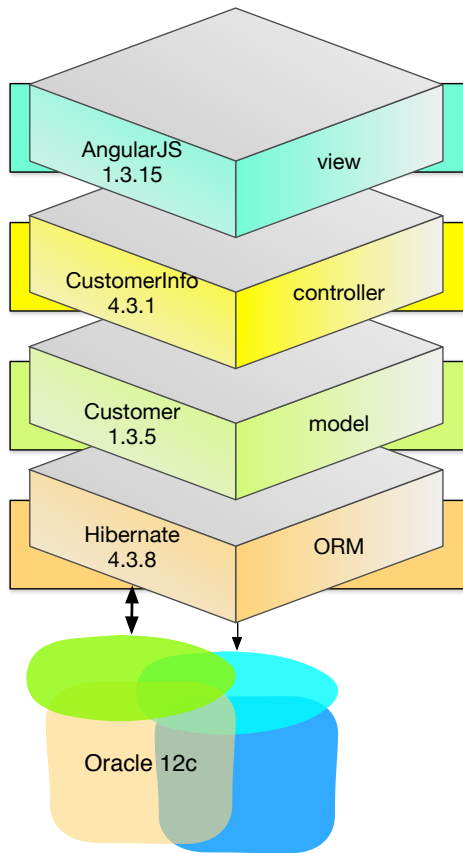 AngularJS
1.3.15
view
CustomerInfo
4.3.1
controller
Customer
1.3.5
model
Hibernate
4.3.8
ORM
Oracle 12c